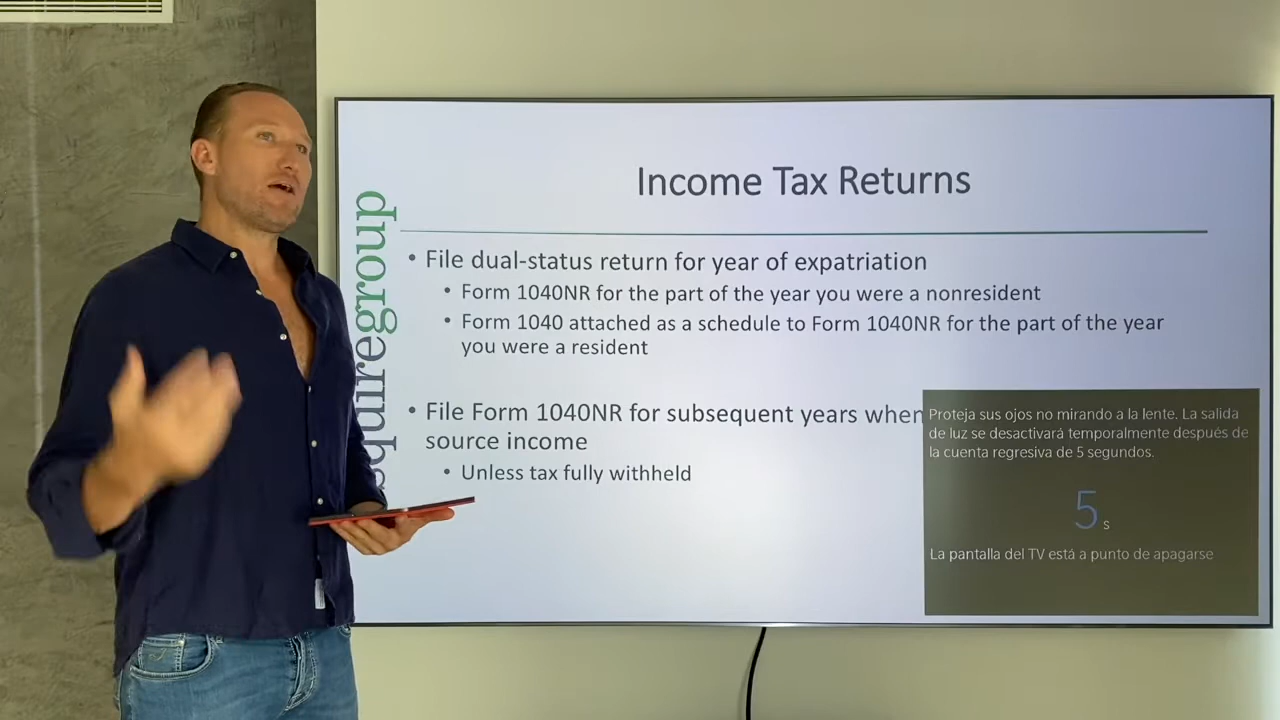 Income Tax Returns
squiregroup
• File dual-status return for year of expatriation
• Form 1040NR for the part of the year you were a nonresident
• Form 1040 attached as a schedule to Form 1040NR for the part of the year
you were a resident
• File Form 1040NR for subsequent years when
source income
• Unless tax fully withheld
Proteja sus ojos no mirando a la lente. La salida
de luz se desactivará temporalmente después de
la cuenta regresiva de 5 segundos.
5 s
La pantalla del TV está a punto de apagarse